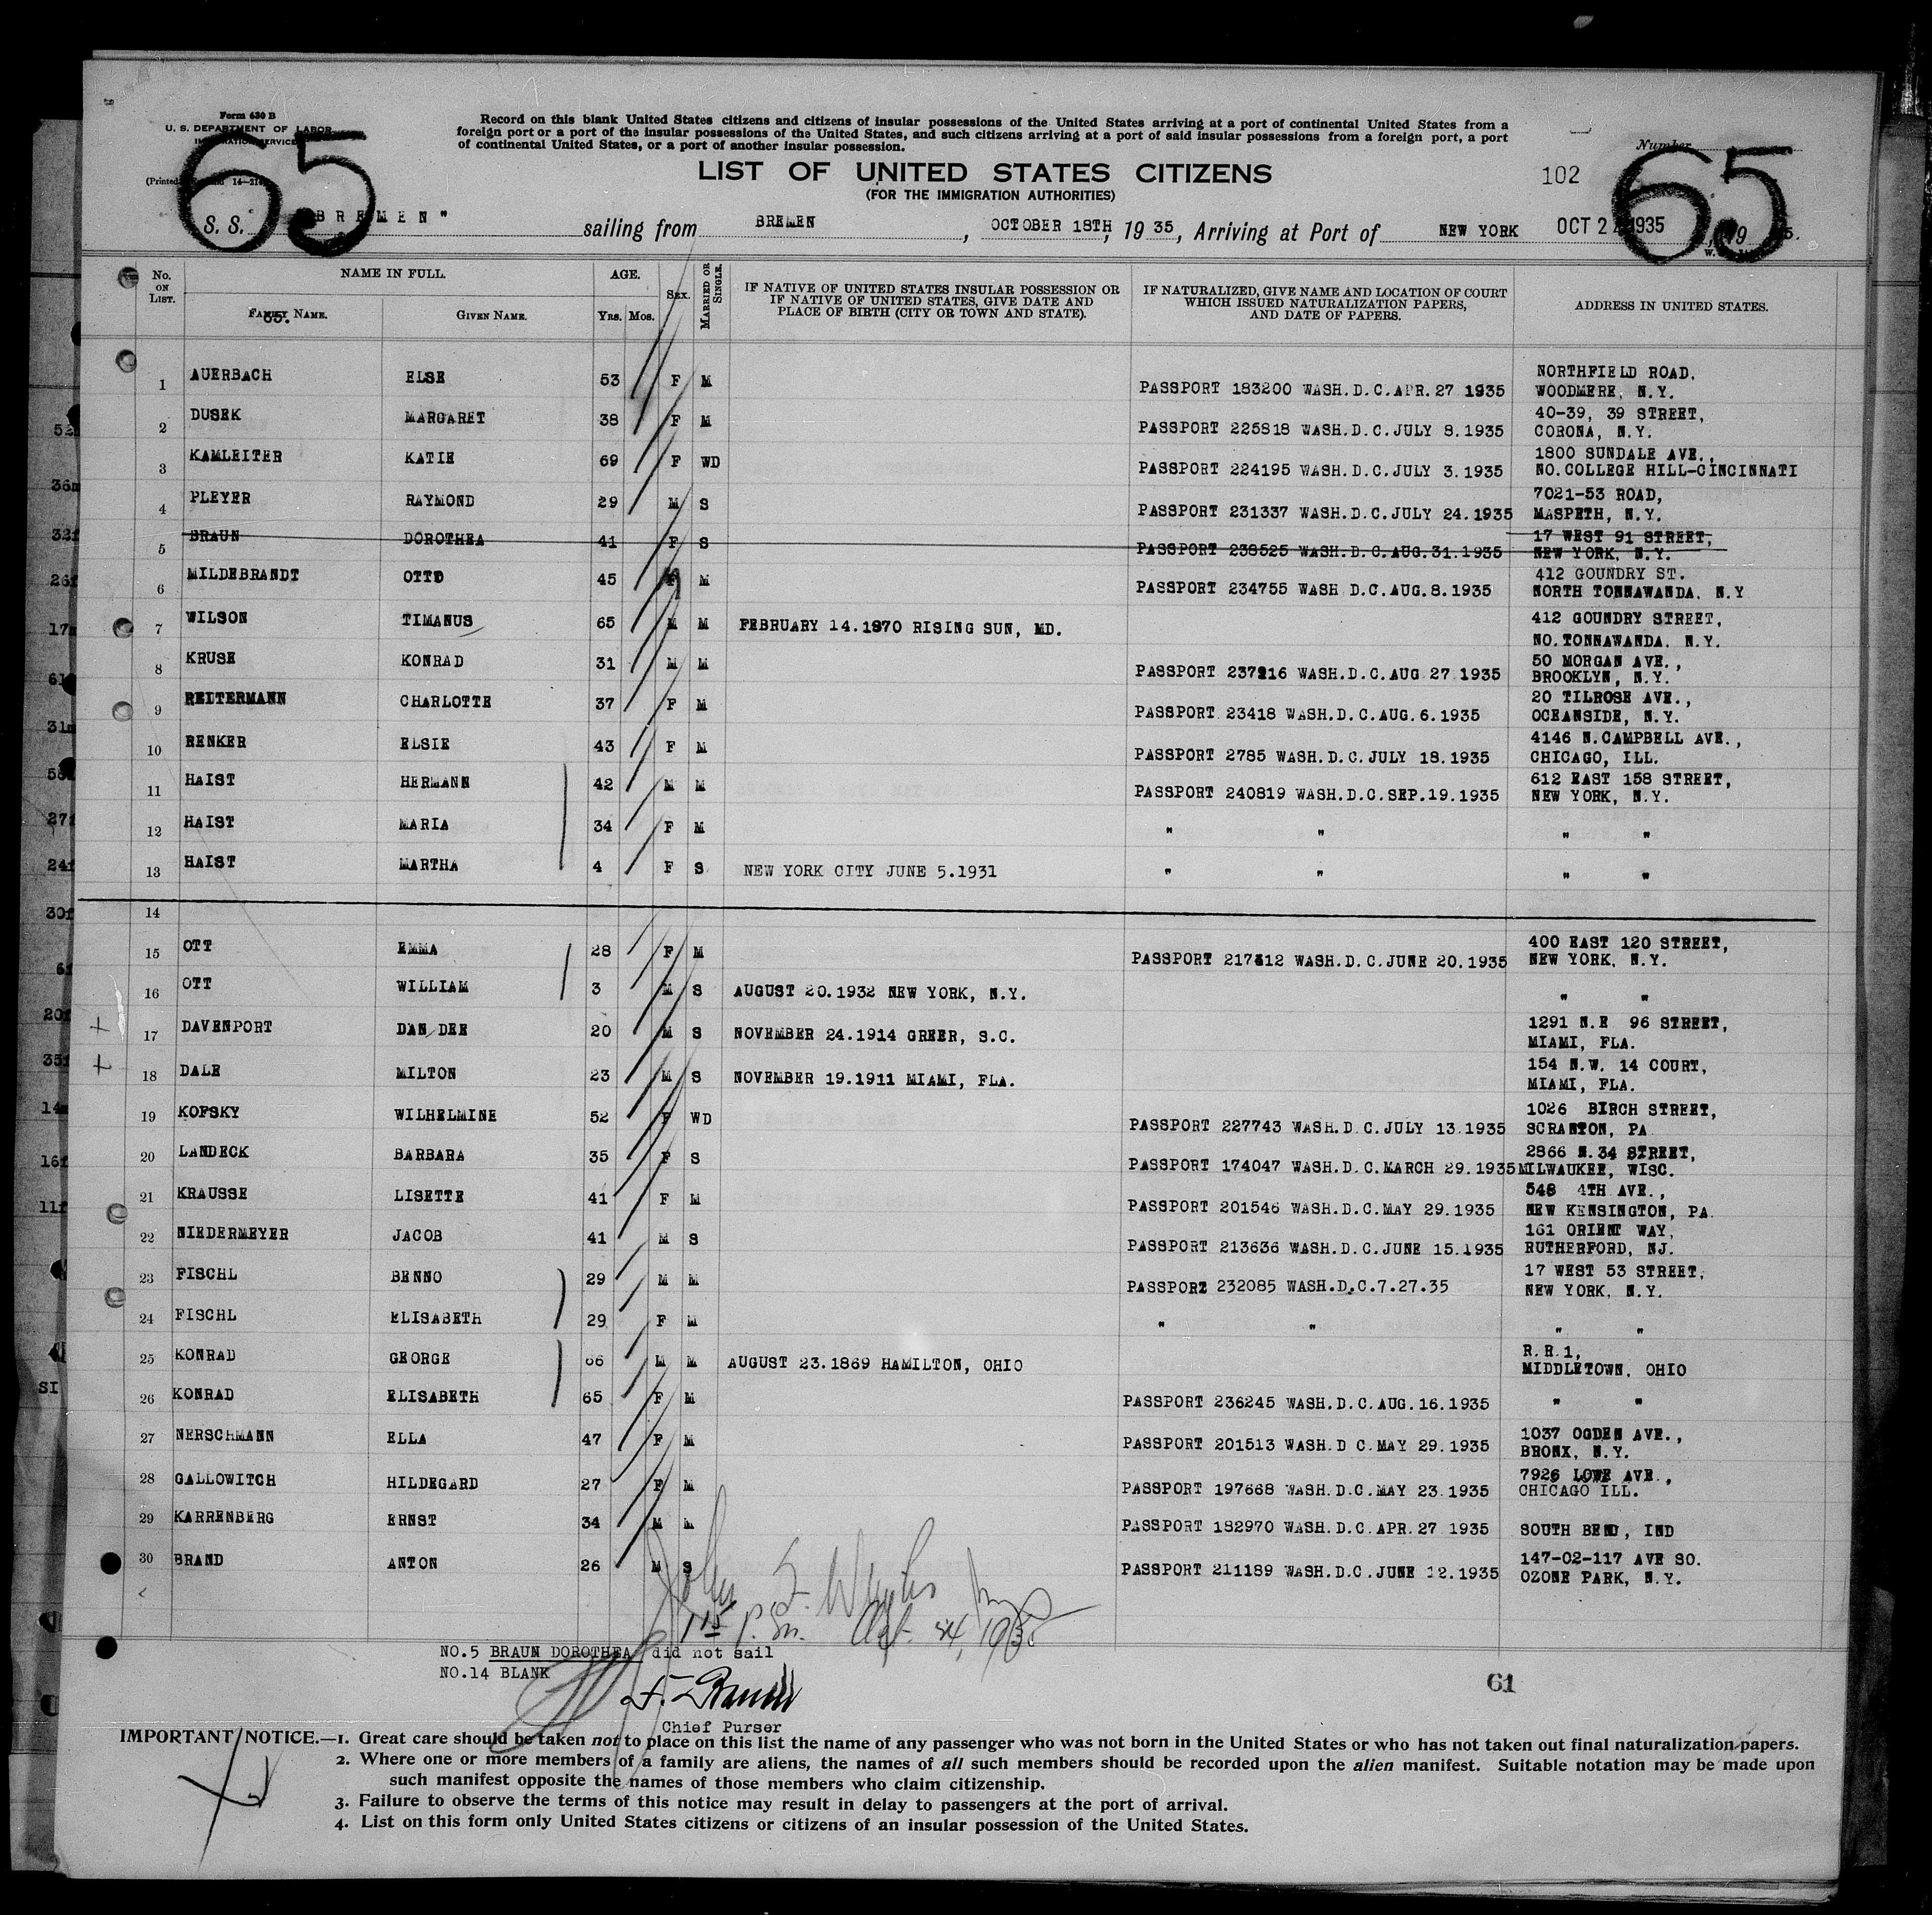 Form 630 B
U. S. DEPARTMENT OF LABOR
Record on this blank United States citizens and citizens of insular possessions of the United States arriving at a port of continental United States from a
foreign port or a port of the insular possessions of the United States, and such citizens arriving at a port of said insular possessions from a foreign port, a port
of continental United States, or a port of another insular possession.
65
65
Number
LIST OF UNITED STATES CITIZENS
(FOR THE IMMIGRATION AUTHORITIES)
102
S. S. BREMEN" sailing from BREMEN, OCTOBER 18TH, 1935, Arriving at Port of NEW YORK OCT 2 1935
No. ON LIST.
NAME IN FULL.
FAMILY NAME.
65.
GIVEN NAME.
AGE.
YRS. MOS.
SEX.
MARRIED OR SINGLE.
IF NATIVE OF UNITED STATES INSULAR POSSESSION OR
IF NATIVE OF UNITED STATES, GIVE DATE AND
PLACE OF BIRTH (CITY OR TOWN AND STATE).
IF NATURALIZED, GIVE NAME AND LOCATION OF COURT
WHICH ISSUED NATURALIZATION PAPERS,
AND DATE OF PAPERS.
ADDRESS IN UNITED STATES.
1 AUERBACH ELSE 53 F M PASSPORT 183200 WASH.D.C.APR.27 1935 NORTHFIELD ROAD,
WOODMERE, N.Y.
2 DUSEK MARGARET 38 F M PASSPORT 225818 WASH.D.C.JULY 8.1935 40-39, 39 STREET,
CORONA, N.Y.
3 KAMLEITER KATIE 69 F WD PASSPORT 224195 WASH.D.C.JULY 3.1935 1800 SUNDALE AVE.,
NO.COLLEGE HILL-CINCINNATI
4 PLEYER RAYMOND 29 M S PASSPORT 231337 WASH.D.C.JULY 24.1935 7021-53 ROAD,
MASPETH, N.Y.
5 BRAUN DOROTHEA 41 F S PASSPORT 238525 WASH.D.C.AUG.31.1935 17 WEST 91 STREET,
NEW YORK, N.Y.
6 MILDEBRANDT OTTO 45 M PASSPORT 234755 WASH D.C.AUG.8.1935 412 GOUNDRY ST.
NORTH TONNAWANDA. N.Y
7 WILSON TIMANUS 65 M M FEBRUARY 14.1870 RISING SUN, MD. 412 GOUNDRY STREET,
NO.TONNAWANDA. N.Y.
8 KRUSE KONRAD 31 M M PASSPORT 237216 WASH.D.C.AUG 27 1935 50 MORGAN AVE.,
BROOKLYN, N.Y.
9 REITERMANN CHARLOTTE 37 F M PASSPORT 23418 WASH.D.C.AUG.6.1935 20 TILROSE AVE.,
OCEANSIDE, N.Y.
10 RENKER ELSIE 43 F M PASSPORT 2785 WASH.D.C.JULY 18.1935 4146 N.CAMPBELL AVE.,
CHICAGO, ILL.
11 HAIST HERMANN 42 M M PASSPORT 240819 WASH.D.C.SEP.19.1935 612 EAST 158 STREET,
NEW YORK, N.Y.
12 HAIST MARIA 34 F M " " " "
13 HAIST MARTHA 4 F S NEW YORK CITY JUNE 5.1931 " " " "
14
15 OTT EMMA 28 F M PASSPORT 217412 WASH.D.C.JUNE 20.1935 400 EAST 120 STREET,
NEW YORK, N.Y.
16 OTT WILLIAM 3 M S AUGUST 20.1932 NEW YORK, N.Y. " "
17 DAVENPORT DAN DEE 20 M S NOVEMBER 24.1914 GREER, S.C. 1291 N.E 96 STREET,
MIAMI, FLA.
18 DALE MILTON 23 M S NOVEMBER 19.1911 MIAMI, FLA. 154 N.W. 14 COURT,
MIAMI, FLA.
19 KOFSKY WILHELMINE 52 F WD PASSPORT 227743 WASH.D.C.JULY 13.1935 1026 BIRCH STREET,
SCRANTON, PA
20 LANDECK BARBARA 35 F S PASSPORT 174047 WASH.D.C.MARCH 29.1935 2866 N.34 STREET,
MILWAUKEE, WISC.
21 KRAUSSE LISETTE 41 F M PASSPORT 201546 WASH.D.C.MAY 29.1935 548 4TH AVE.,
NEW KENSINGTON, PA.
22 NIEDERMEYER JACOB 41 M S PASSPORT 213636 WASH.D.C.JUNE 15.1935 161 ORIENT WAY,
RUTHERFORD, NJ.
23 FISCHL BENNO 29 M M PASSPORT 232085 WASH.D.C.7.27.35 17 WEST 53 STREET,
NEW YORK, N.Y.
24 FISCHL ELISABETH 29 F M " " " "
25 KONRAD GEORGE 66 M M AUGUST 23.1869 HAMILTON, OHIO R.R.1,
MIDDLETOWN, OHIO
26 KONRAD ELISABETH 65 F M PASSPORT 236245 WASH.D.C.AUG.16.1935 " "
27 NERSCHMANN ELLA 47 F M PASSPORT 201513 WASH.D C.MAY 29.1935 1037 OGDEN AVE.,
BRONX, N.Y.
28 GALLOWITCH HILDEGARD 27 F M PASSPORT 197668 WASH.D.C.MAY 23.1935 7926 LOWE AVE.,
CHICAGO ILL.
29 KARRENBERG ERNST 34 M M PASSPORT 182970 WASH.D.C.APR.27 1935 SOUTH BEND, IND
30 BRAND ANTON 26 M S PASSPORT 211189 WASH.D.C.JUNE 12.1935 147-02-117 AVE SO.
OZONE PARK, N.Y.
John
Oct. 24, 1935
NO.5 BRAUN DOROTHEA did not sail
NO.14 BLANK
61
Chief Purser
IMPORTANT NOTICE.—1. Great care should be taken not to place on this list the name of any passenger who was not born in the United States or who has not taken out final naturalization papers.
2. Where one or more members of a family are aliens, the names of all such members should be recorded upon the alien manifest. Suitable notation may be made upon
such manifest opposite the names of those members who claim citizenship.
3. Failure to observe the terms of this notice may result in delay to passengers at the port of arrival.
4. List on this form only United States citizens or citizens of an insular possession of the United States.